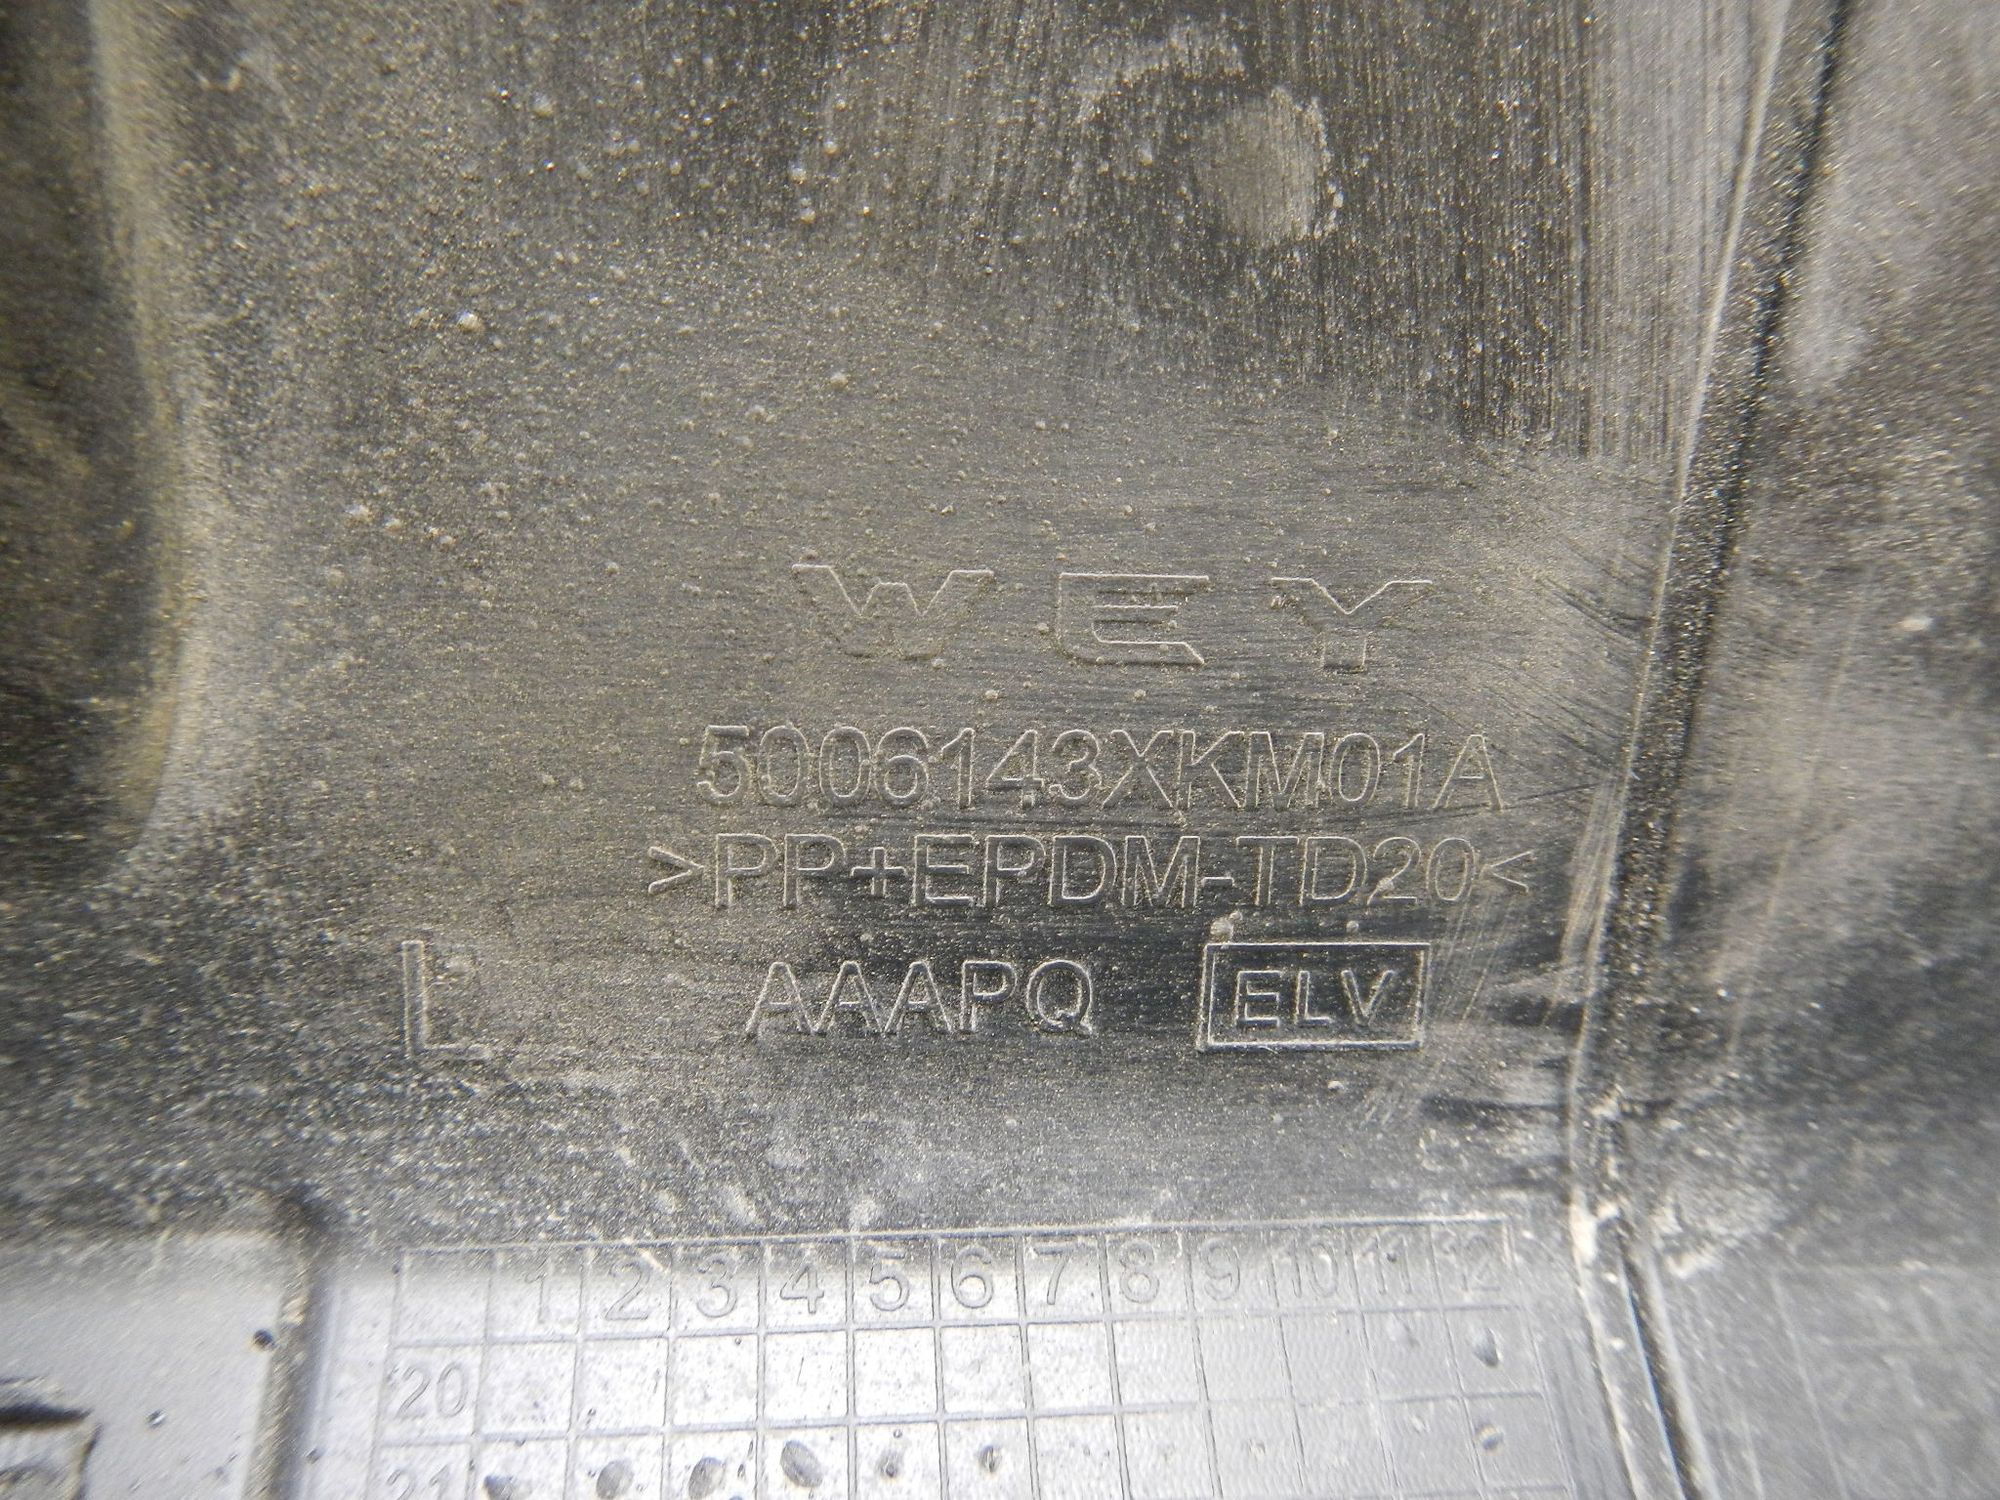 WEY
5006143XKM01A
>PP+EPDM-TD20<
L AAAPQ ELV
1 2 3 4 5 6 7 8 9 10 11 12
20
21